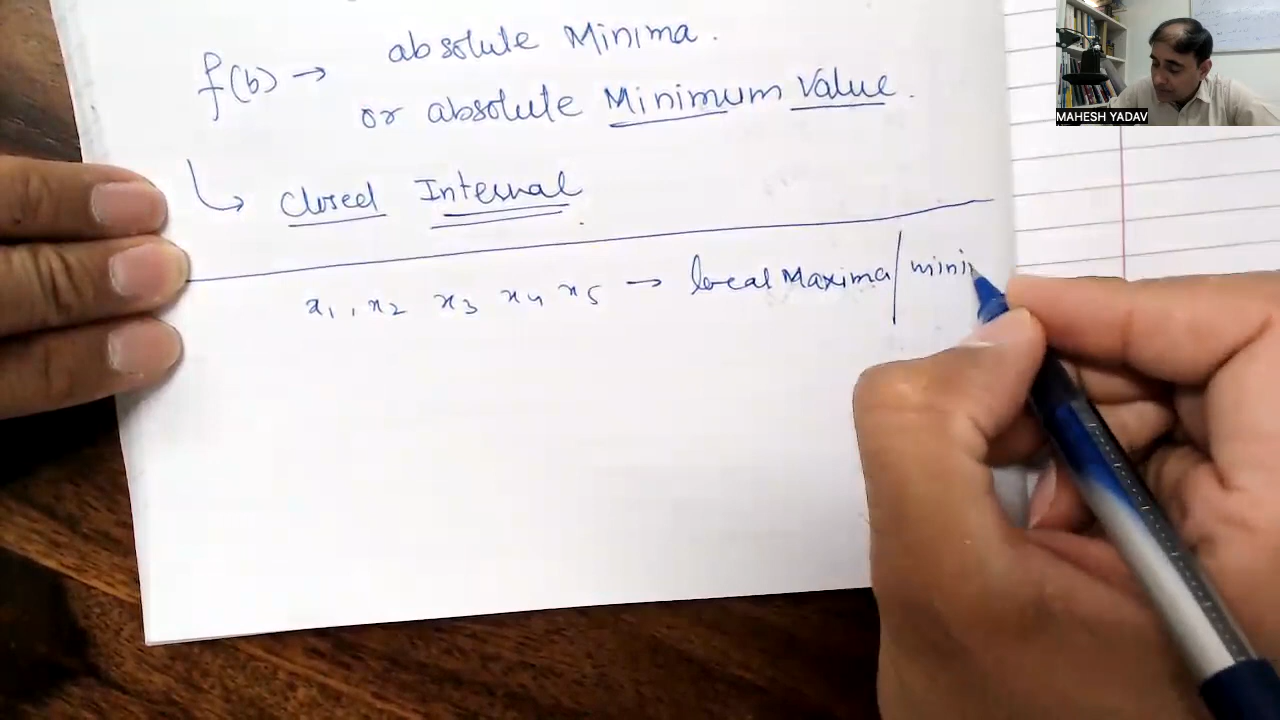 absolute Minima.
f(b) →
or absolute Minimum Value.
↳ Closed Interval
x₁, x₂ x₃ x₄ x₅ → local Maxima / mini
MAHESH YADAV